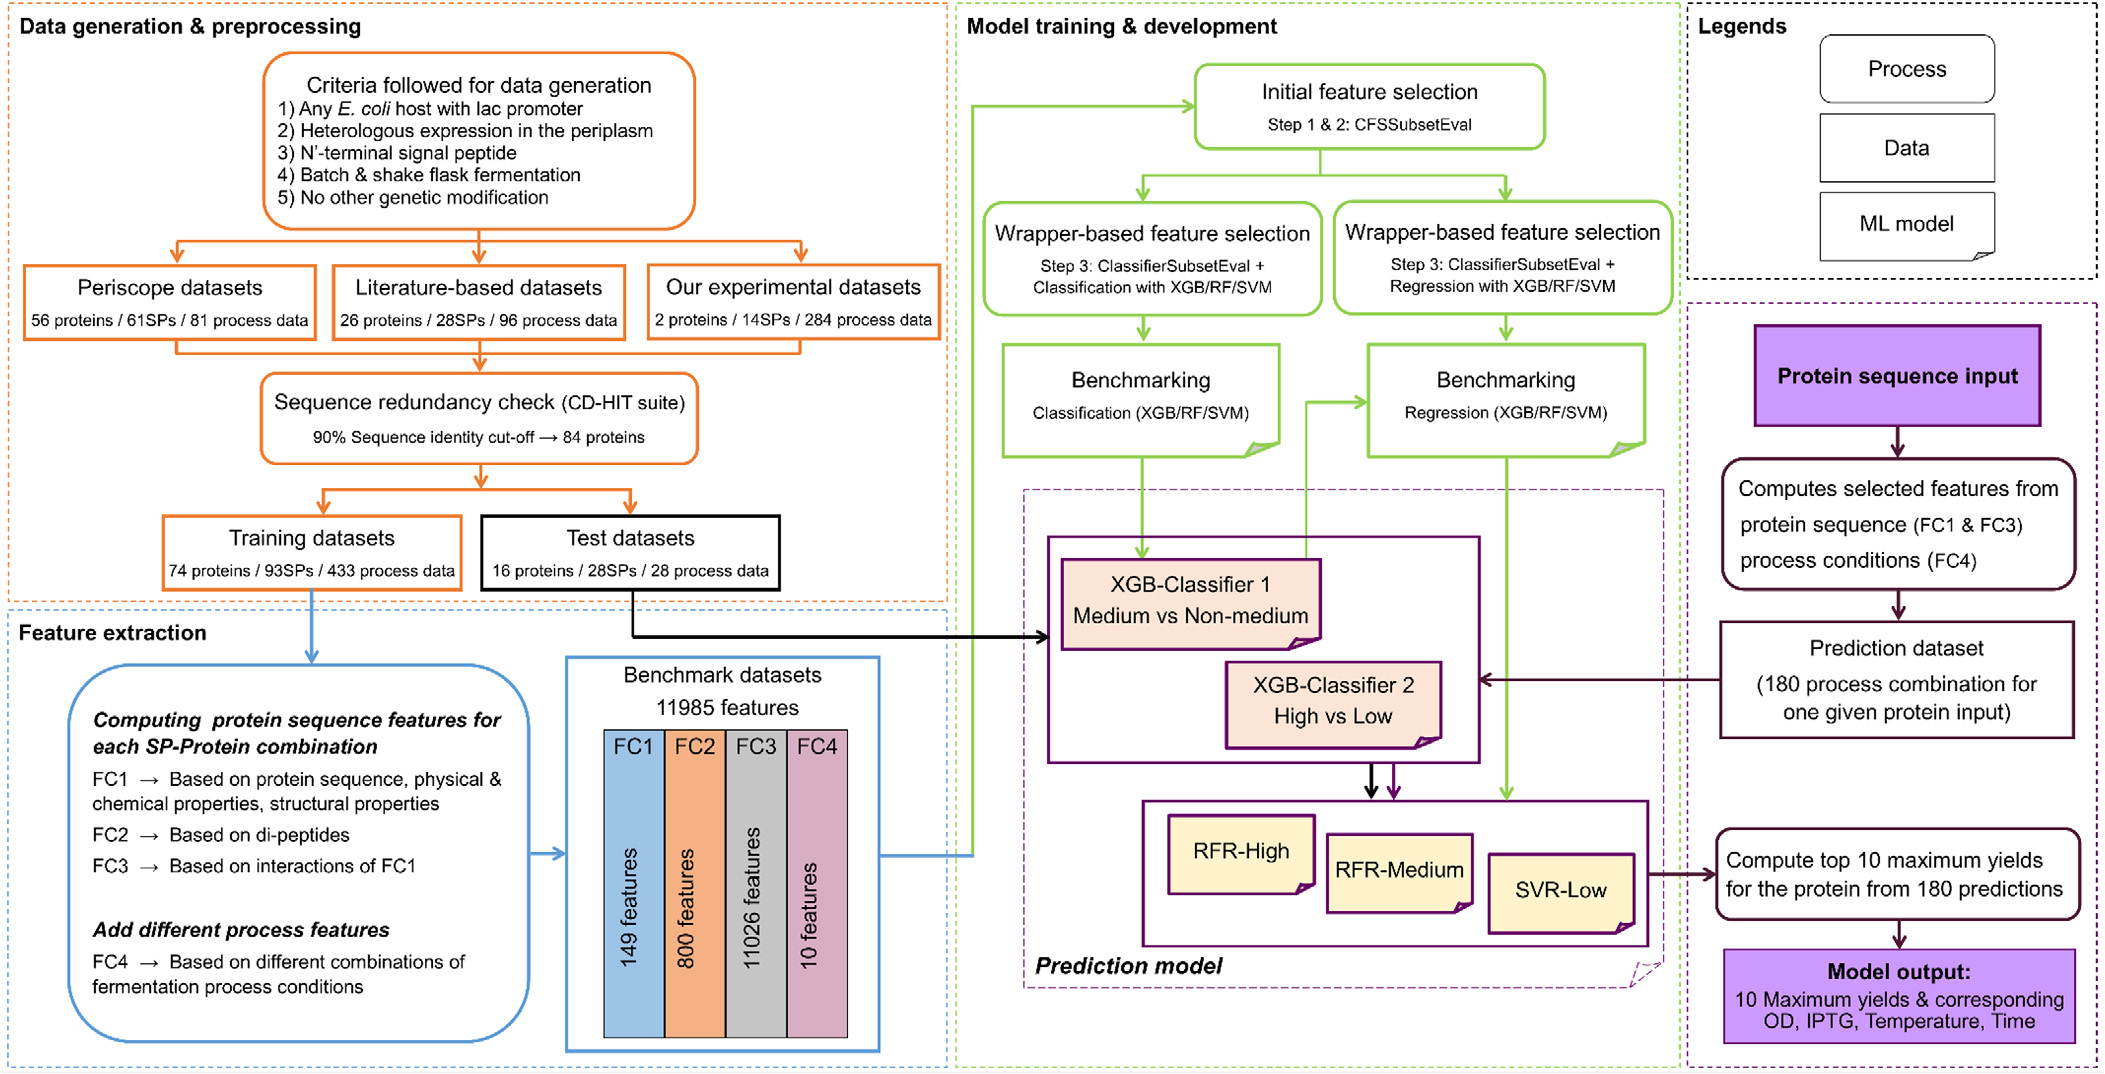 Data generation & preprocessing
Criteria followed for data generation
1) Any E. coli host with lac promoter
2) Heterologous expression in the periplasm
3) N'-terminal signal peptide
4) Batch & shake flask fermentation
5) No other genetic modification
Periscope datasets
56 proteins / 61SPs / 81 process data
Literature-based datasets
26 proteins / 28SPs / 96 process data
Our experimental datasets
2 proteins / 14SPs / 284 process data
Sequence redundancy check (CD-HIT suite)
90% Sequence identity cut-off → 84 proteins
Training datasets
74 proteins / 93SPs / 433 process data
Test datasets
16 proteins / 28SPs / 28 process data
Feature extraction
Computing protein sequence features for
each SP-Protein combination
FC1 → Based on protein sequence, physical &
chemical properties, structural properties
FC2 → Based on di-peptides
FC3 → Based on interactions of FC1
Add different process features
FC4 → Based on different combinations of
fermentation process conditions
Benchmark datasets
11985 features
FC1
FC2
FC3
FC4
149 features
800 features
11026 features
10 features
Model training & development
Initial feature selection
Step 1 & 2: CFSSubsetEval
Wrapper-based feature selection
Step 3: ClassifierSubsetEval +
Classification with XGB/RF/SVM
Wrapper-based feature selection
Step 3: ClassifierSubsetEval +
Regression with XGB/RF/SVM
Benchmarking
Classification (XGB/RF/SVM)
Benchmarking
Regression (XGB/RF/SVM)
XGB-Classifier 1
Medium vs Non-medium
XGB-Classifier 2
High vs Low
RFR-High
RFR-Medium
SVR-Low
Prediction model
Legends
Process
Data
ML model
Protein sequence input
Computes selected features from
protein sequence (FC1 & FC3)
process conditions (FC4)
Prediction dataset
(180 process combination for
one given protein input)
Compute top 10 maximum yields
for the protein from 180 predictions
Model output:
10 Maximum yields & corresponding
OD, IPTG, Temperature, Time